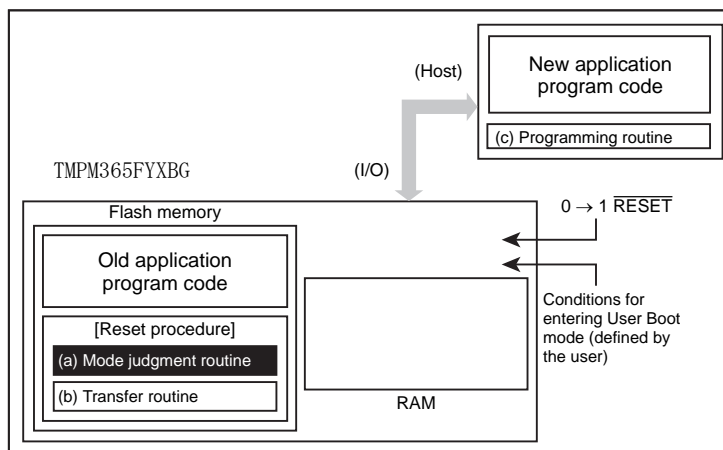 New application
program code
(c) Programming routine
(Host)
(I/O)
TMPM365FYXBG
Flash memory
Old application
program code
[Reset procedure]
(a) Mode judgment routine
(b) Transfer routine
RAM
0 → 1 RESET
Conditions for
entering User Boot
mode (defined by
the user)